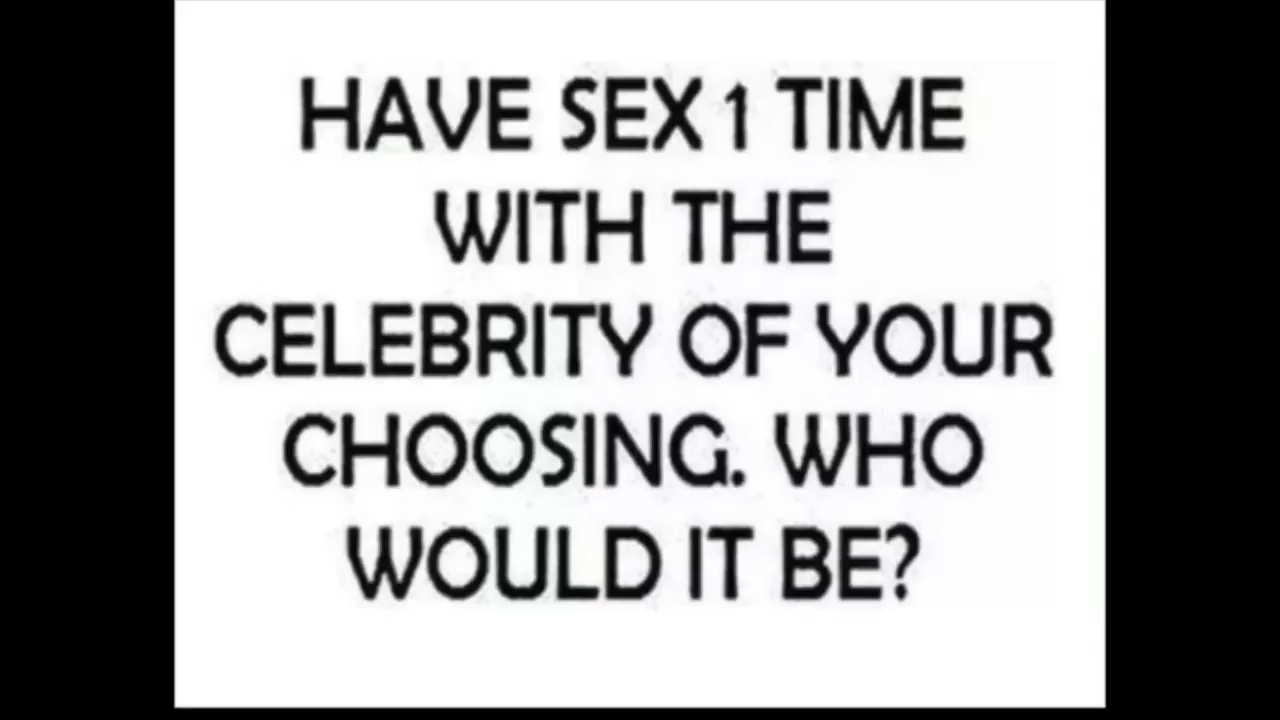 HAVE SEX 1 TIME
WITH THE
CELEBRITY OF YOUR
CHOOSING. WHO
WOULD IT BE?